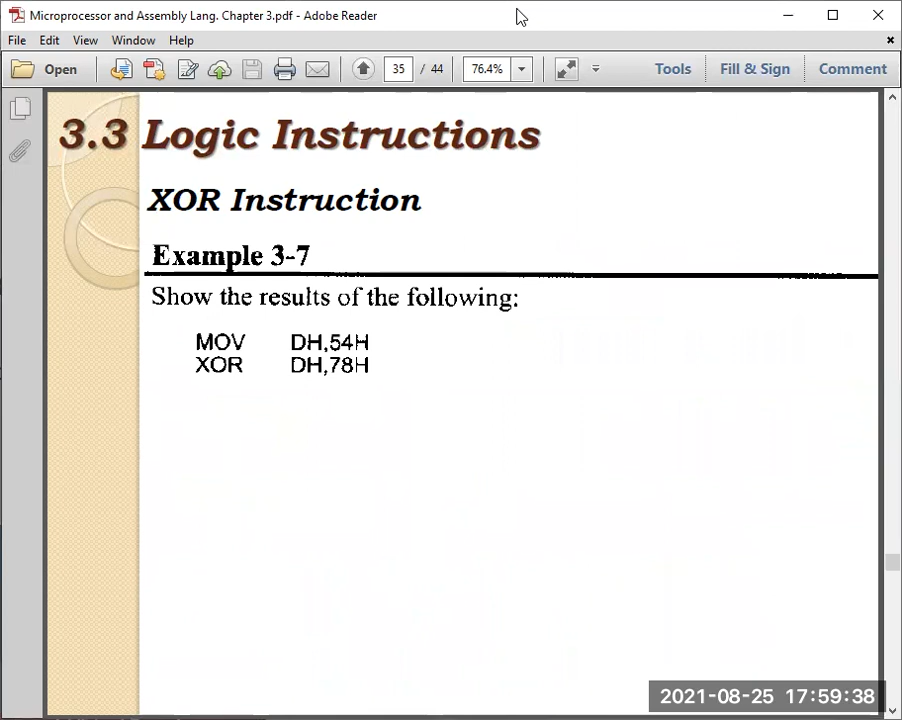 Microprocessor and Assembly Lang. Chapter 3.pdf - Adobe Reader
File Edit View Window Help
Open 35 / 44 76.4% Tools Fill & Sign Comment
3.3 Logic Instructions
XOR Instruction
Example 3-7
Show the results of the following:
MOV DH,54H
XOR DH,78H
2021-08-25 17:59:38